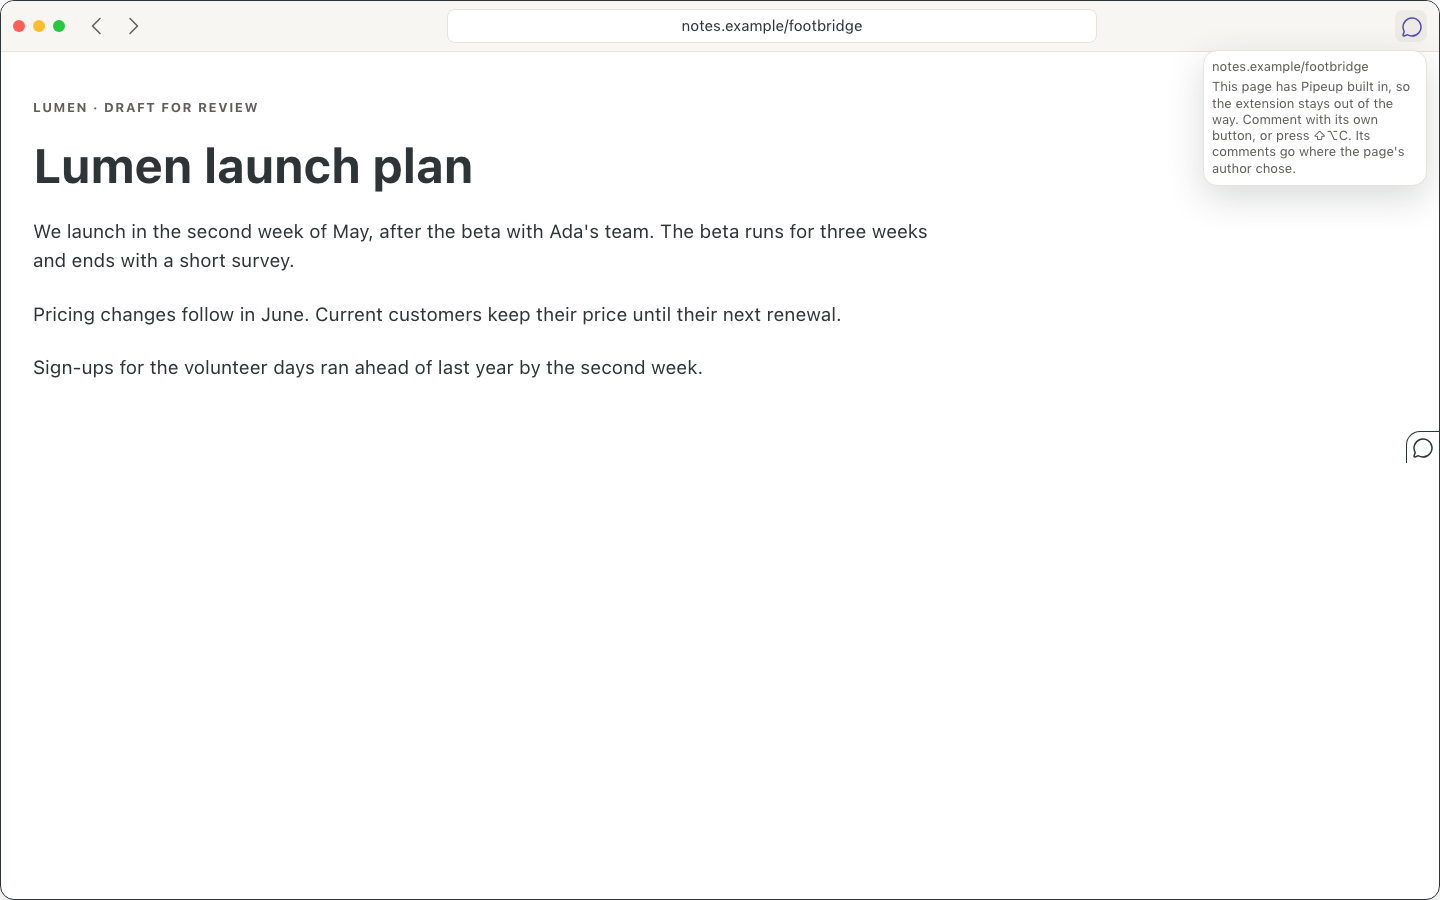 notes.example/footbridge
notes.example/footbridge
This page has Pipeup built in, so
the extension stays out of the
way. Comment with its own
button, or press ⇧⌥C. Its
comments go where the page's
author chose.
LUMEN · DRAFT FOR REVIEW
Lumen launch plan
We launch in the second week of May, after the beta with Ada's team. The beta runs for three weeks
and ends with a short survey.
Pricing changes follow in June. Current customers keep their price until their next renewal.
Sign-ups for the volunteer days ran ahead of last year by the second week.